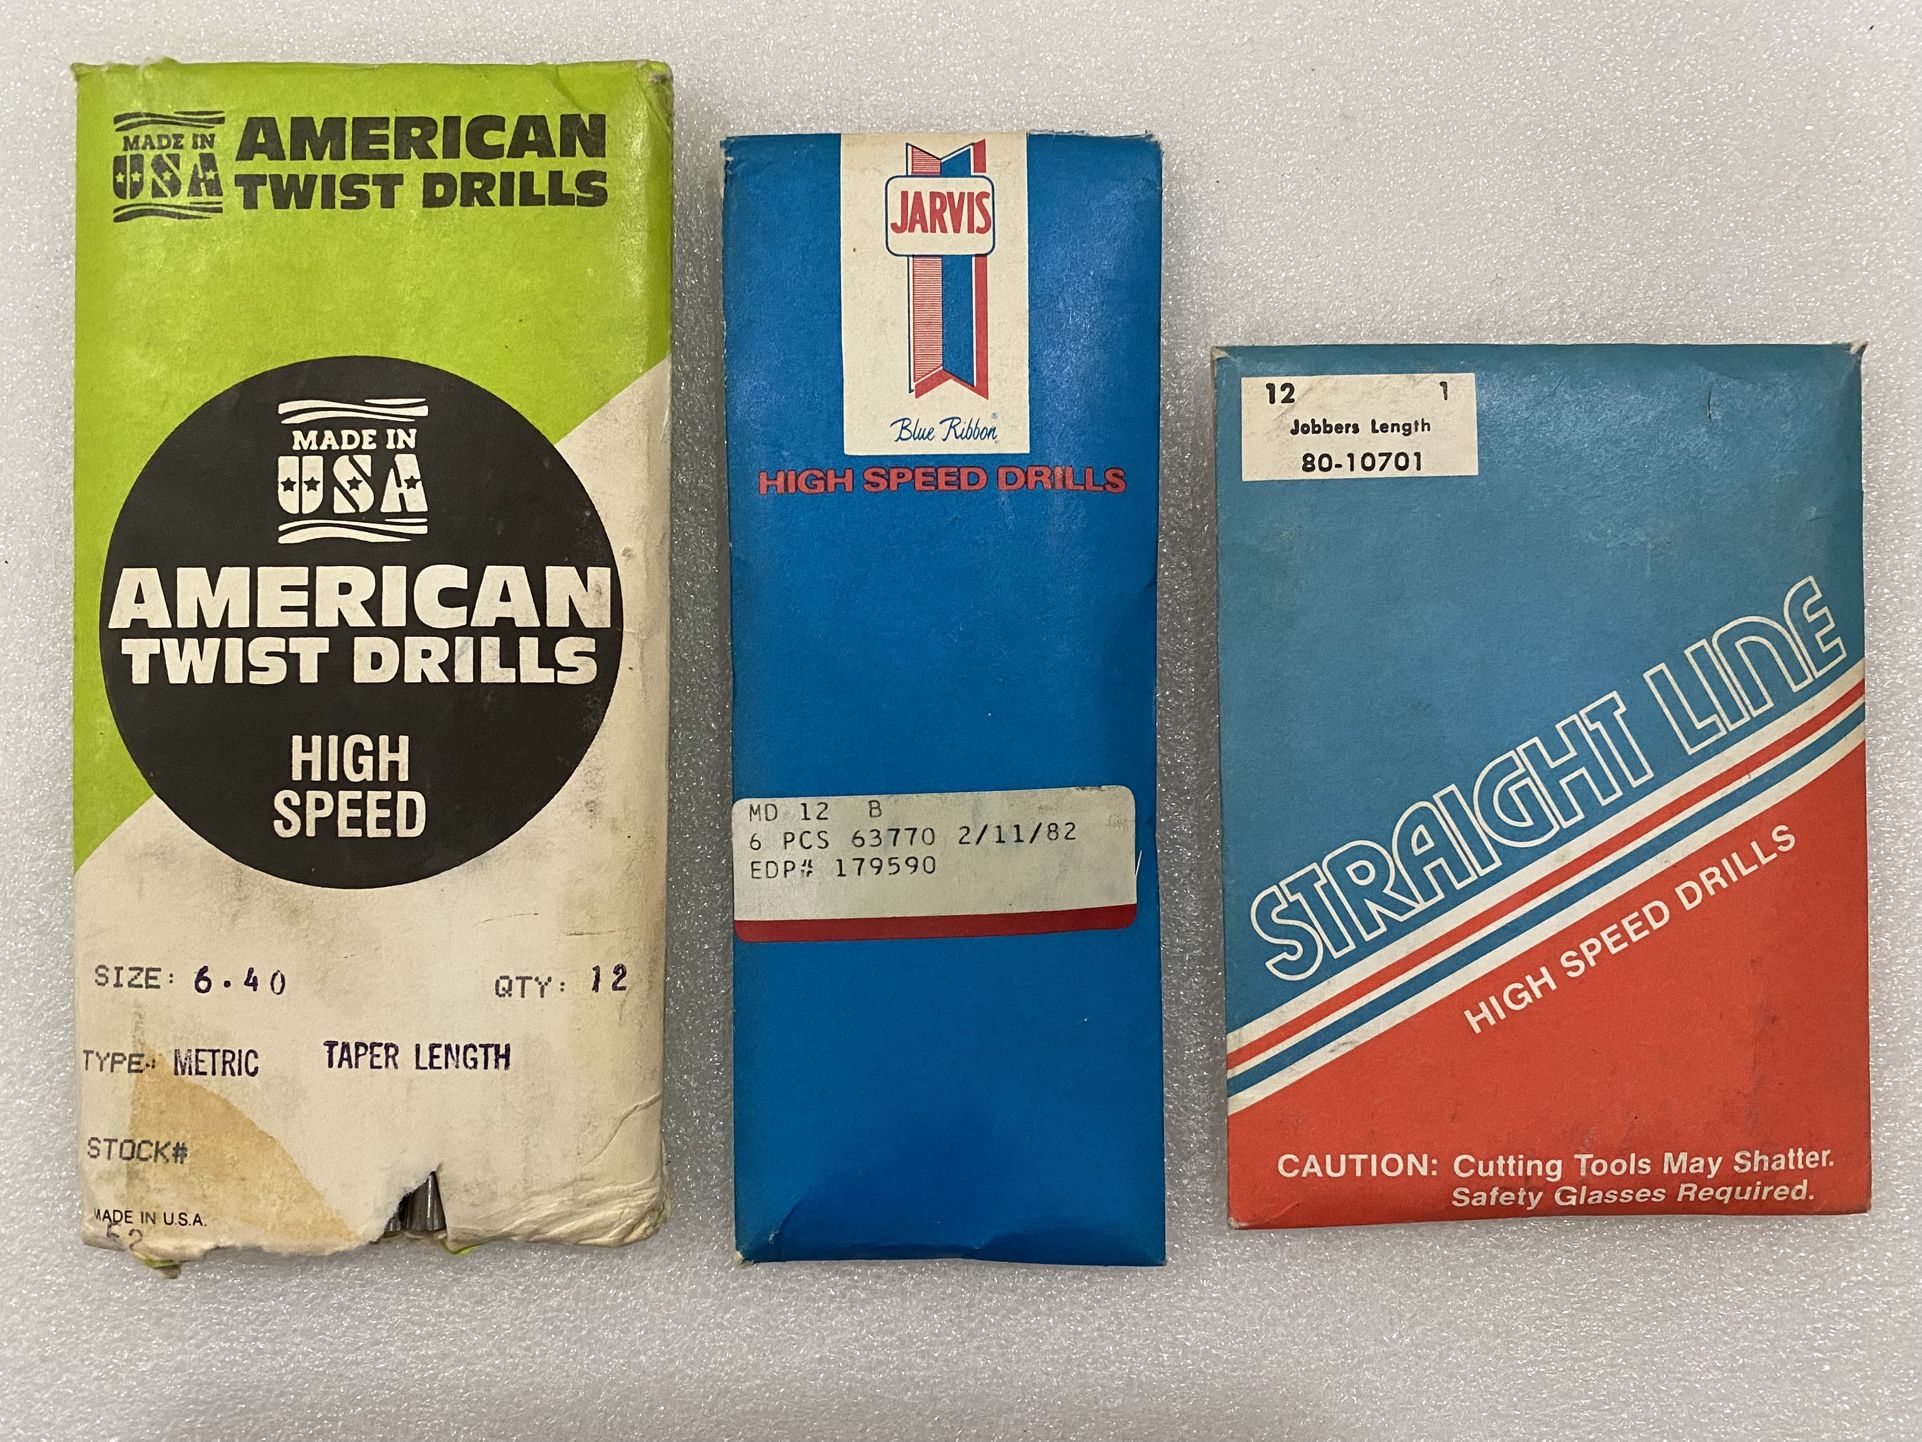 MADE IN
USA
AMERICAN
TWIST DRILLS
MADE IN
USA
AMERICAN
TWIST DRILLS
HIGH
SPEED
SIZE: 6.40 QTY: 12
TYPE: METRIC TAPER LENGTH
STOCK#
MADE IN U.S.A.
52
JARVIS
Blue Ribbon®
HIGH SPEED DRILLS
MD 12 B
6 PCS 63770 2/11/82
EDP# 179590
12 1
Jobbers Length
80-10701
STRAIGHT LINE
HIGH SPEED DRILLS
CAUTION: Cutting Tools May Shatter.
Safety Glasses Required.